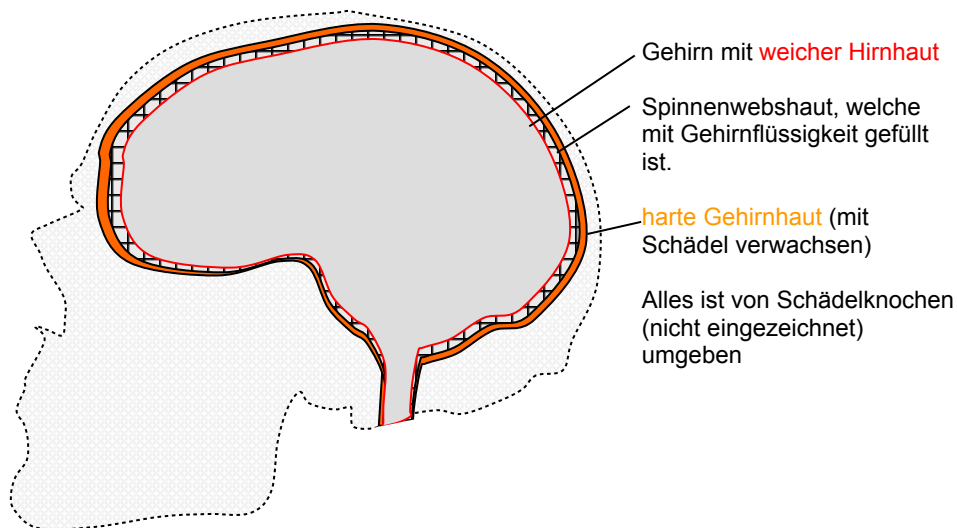 Gehirn mit weicher Hirnhaut
Spinnenwebshaut, welche
mit Gehirnflüssigkeit gefüllt
ist.
harte Gehirnhaut (mit
Schädel verwachsen)
Alles ist von Schädelknochen
(nicht eingezeichnet)
umgeben